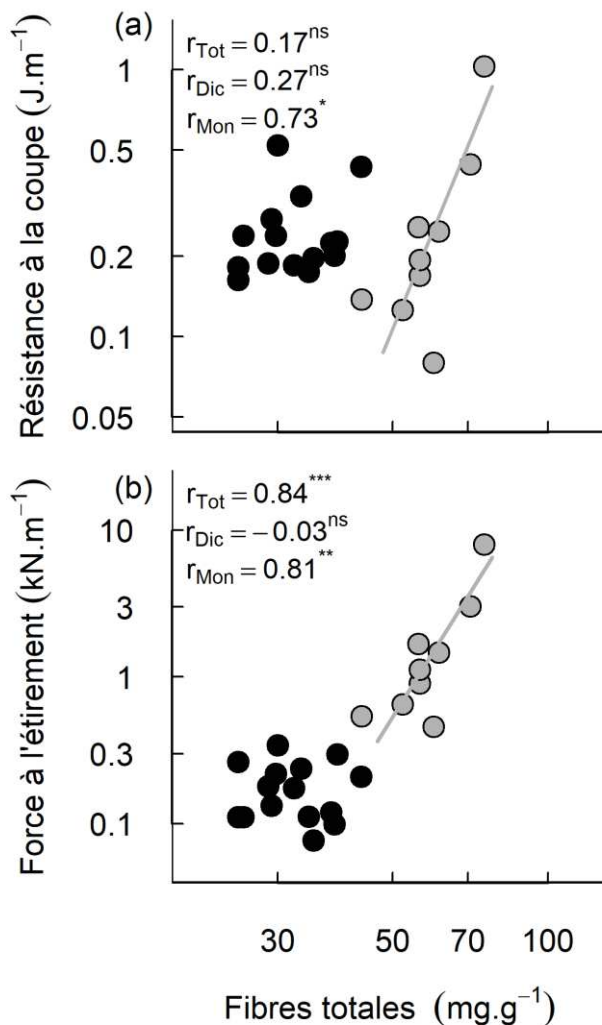 (a)
r_Tot = 0.17^ns
r_Dic = 0.27^ns
r_Mon = 0.73^*
Résistance à la coupe (J.m⁻¹)
1
0.5
0.2
0.1
0.05
(b)
r_Tot = 0.84^***
r_Dic = −0.03^ns
r_Mon = 0.81^**
Force à l'étirement (kN.m⁻¹)
10
3
1
0.3
0.1
30 50 70 100
Fibres totales (mg.g⁻¹)